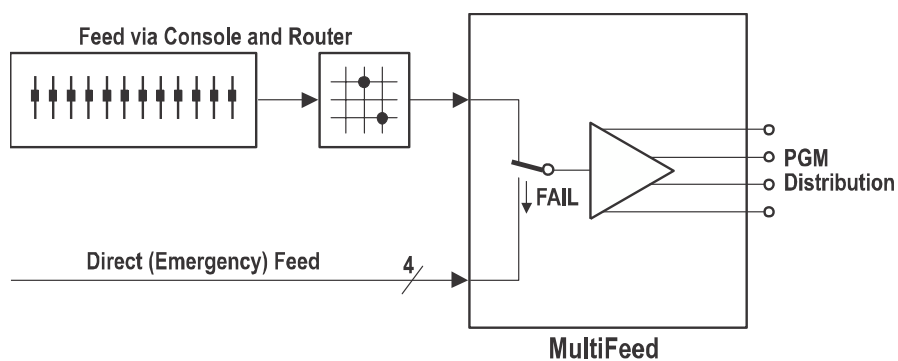 Feed via Console and Router
FAIL
PGM
Distribution
Direct (Emergency) Feed
4
MultiFeed